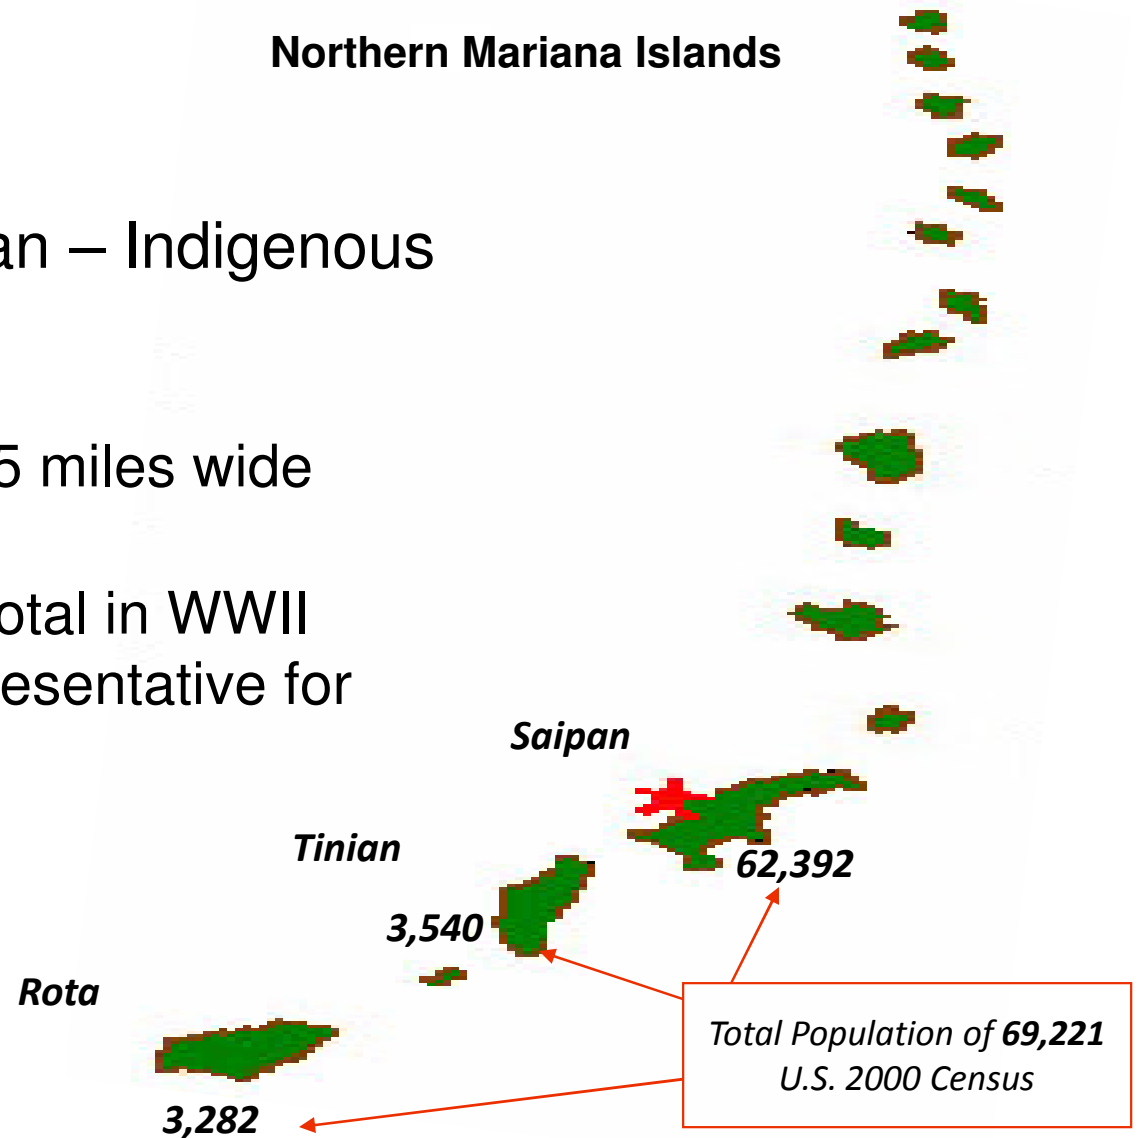 Northern Mariana Islands
an – Indigenous
5 miles wide
otal in WWII
esentative for
Saipan
Tinian
62,392
3,540
Rota
Total Population of 69,221
U.S. 2000 Census
3,282